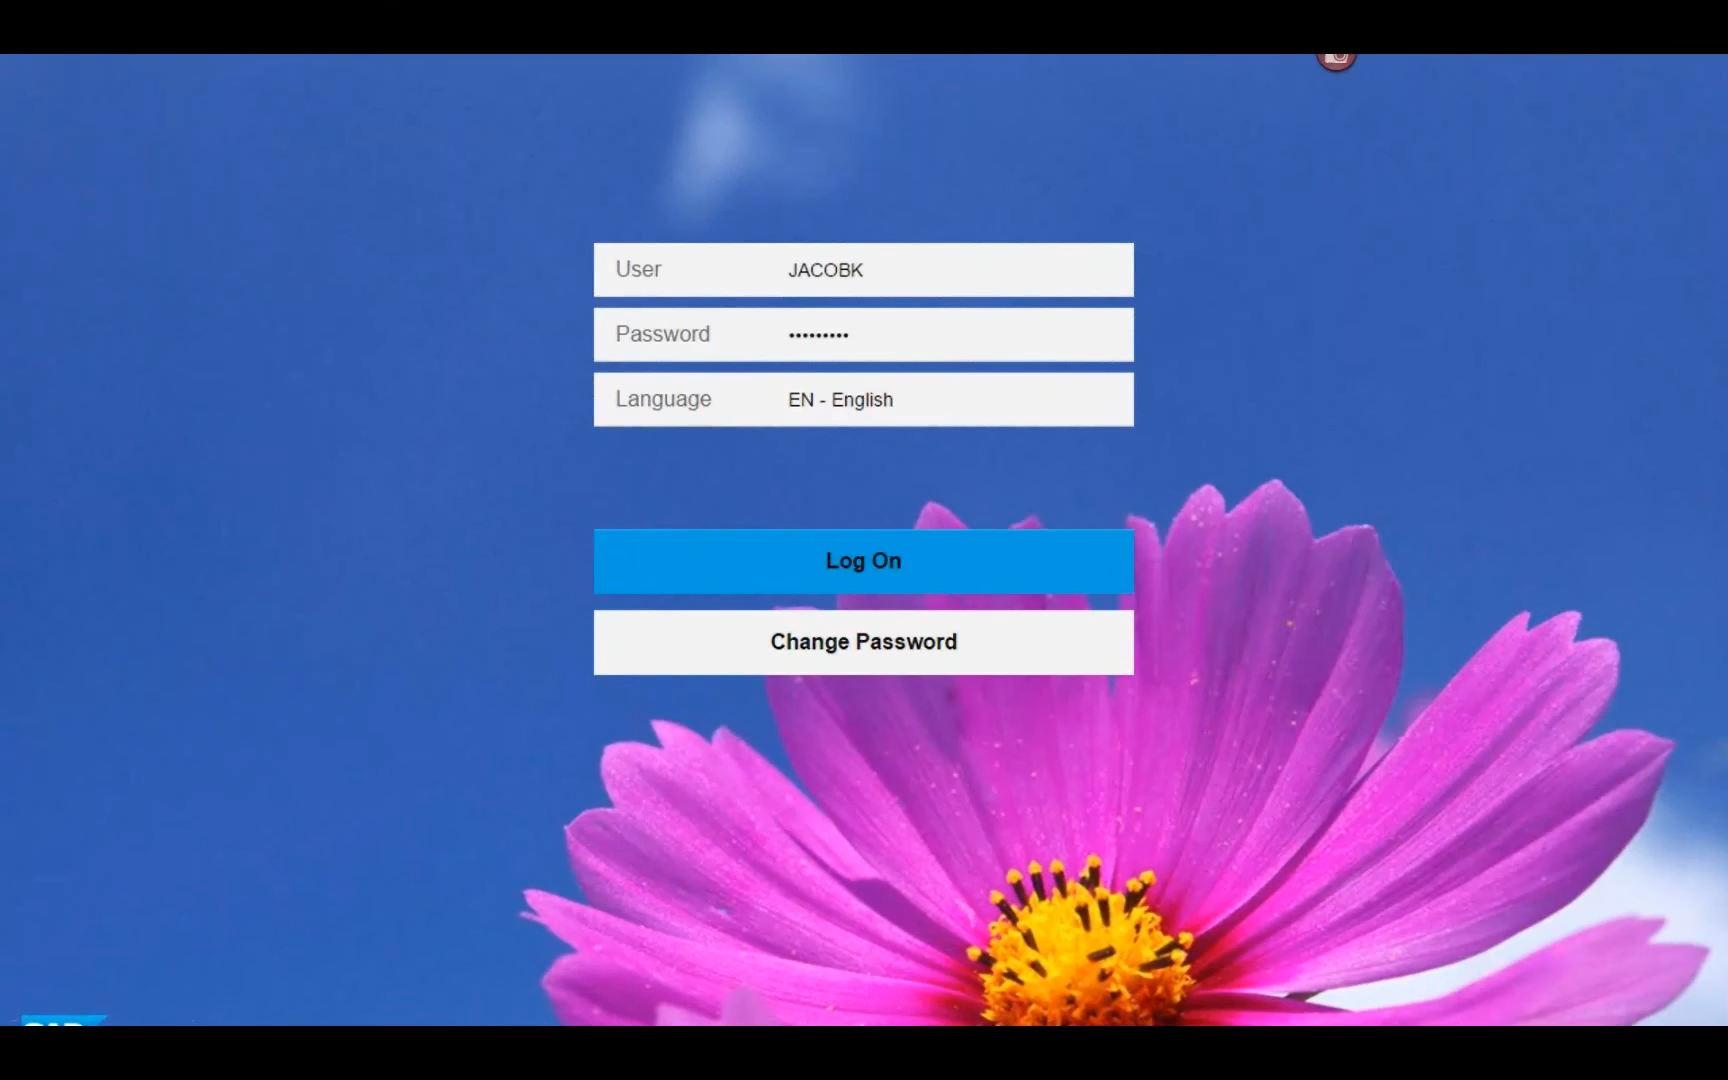 User JACOBK
Password •••••••••
Language EN - English
Log On
Change Password